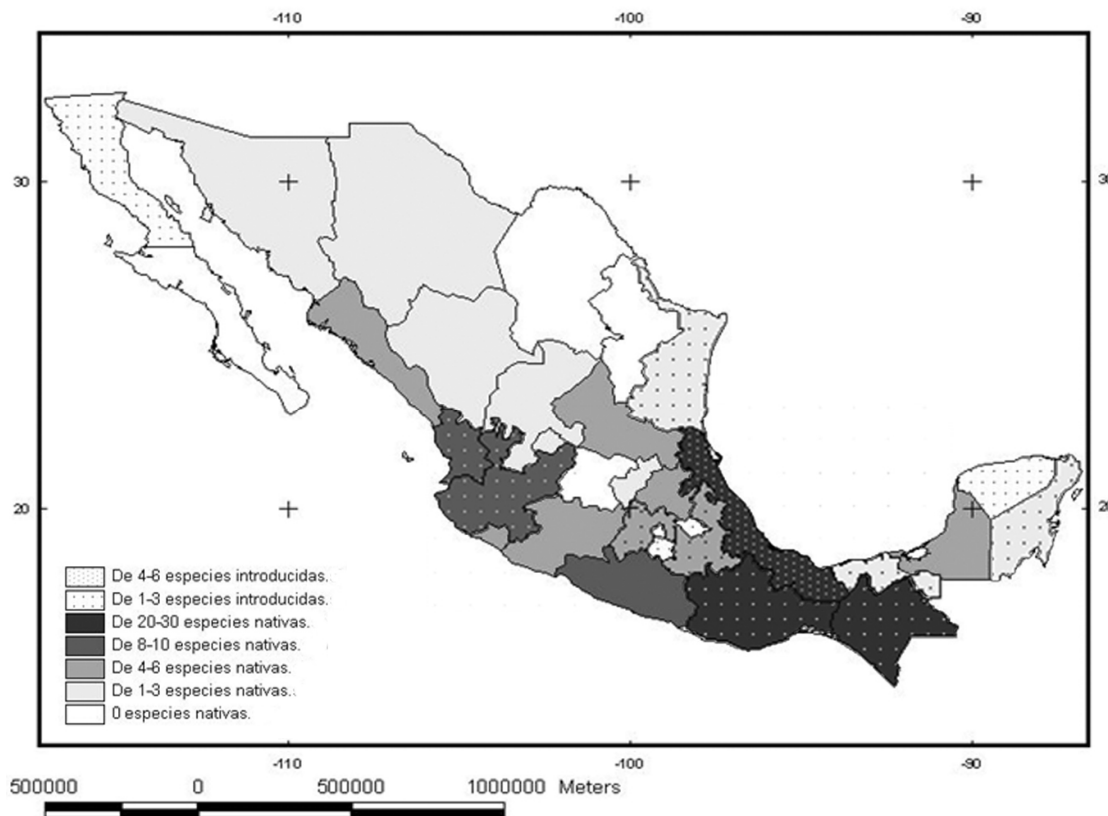 -110 -100 -90
30 30
20 20
De 4-6 especies introducidas.
De 1-3 especies introducidas.
De 20-30 especies nativas.
De 8-10 especies nativas.
De 4-6 especies nativas.
De 1-3 especies nativas.
0 especies nativas.
-110 -100 -90
500000 0 500000 1000000 Meters